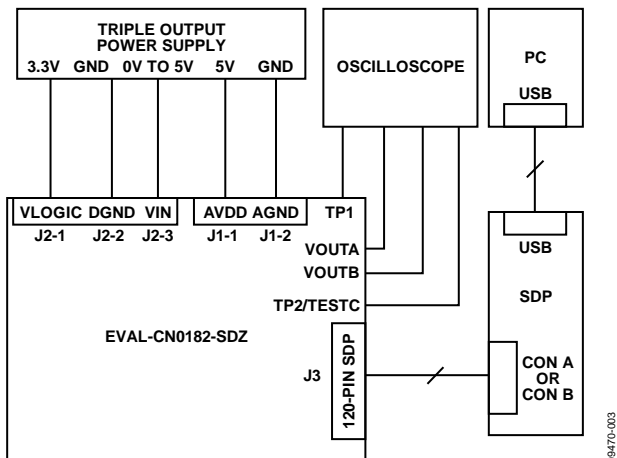 TRIPLE OUTPUT
POWER SUPPLY
3.3V GND 0V TO 5V 5V GND
OSCILLOSCOPE
PC
USB
VLOGIC DGND VIN AVDD AGND TP1
J2-1 J2-2 J2-3 J1-1 J1-2
VOUTA
VOUTB
TP2/TESTC
EVAL-CN0182-SDZ
J3
120-PIN SDP
USB
SDP
CON A
OR
CON B
09470-003